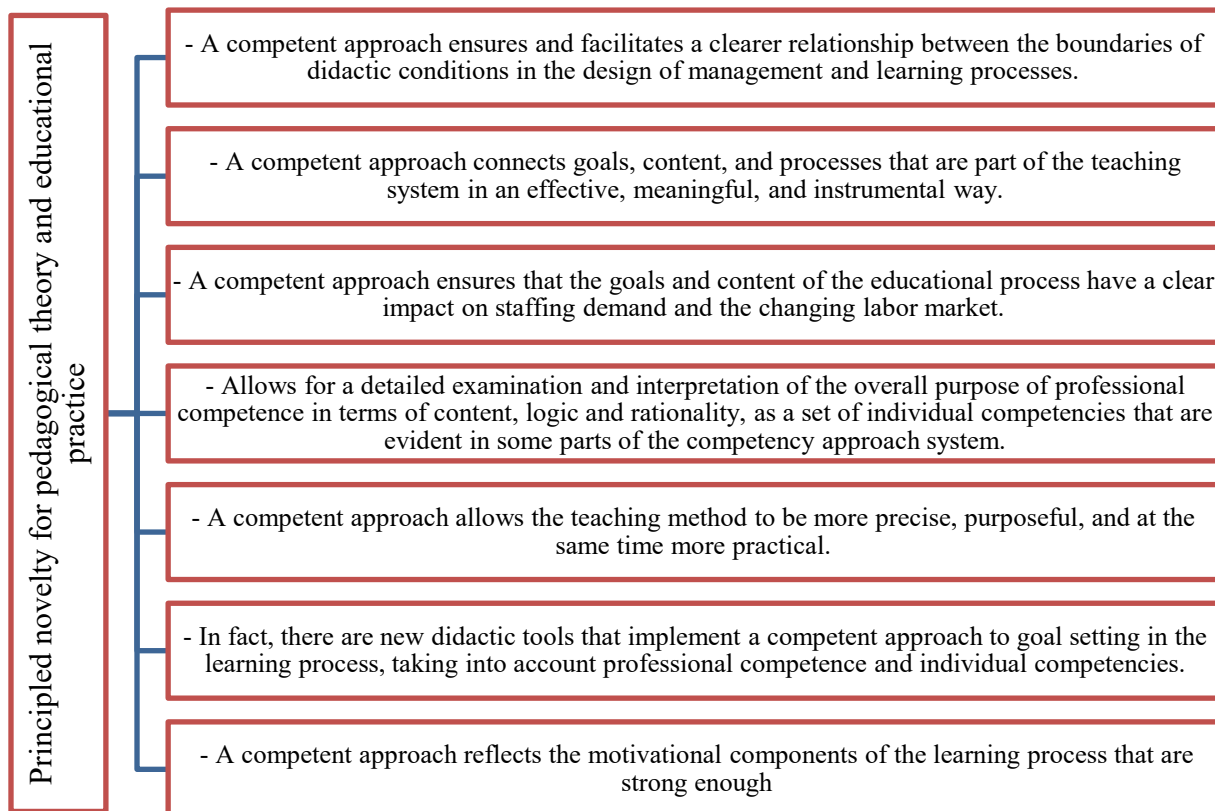 Principled novelty for pedagogical theory and educational
practice
- A competent approach ensures and facilitates a clearer relationship between the boundaries of
didactic conditions in the design of management and learning processes.
- A competent approach connects goals, content, and processes that are part of the teaching
system in an effective, meaningful, and instrumental way.
- A competent approach ensures that the goals and content of the educational process have a clear
impact on staffing demand and the changing labor market.
- Allows for a detailed examination and interpretation of the overall purpose of professional
competence in terms of content, logic and rationality, as a set of individual competencies that are
evident in some parts of the competency approach system.
- A competent approach allows the teaching method to be more precise, purposeful, and at the
same time more practical.
- In fact, there are new didactic tools that implement a competent approach to goal setting in the
learning process, taking into account professional competence and individual competencies.
- A competent approach reflects the motivational components of the learning process that are
strong enough